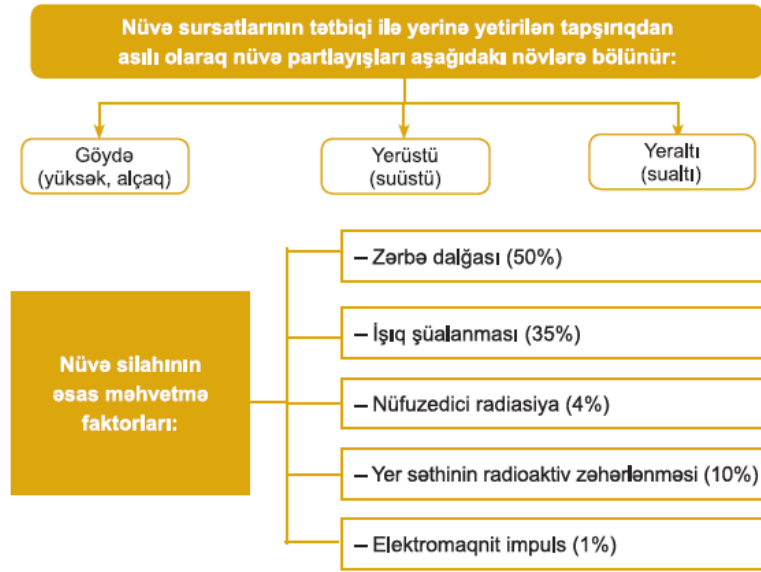 Nüvə sursatlarının tətbiqi ilə yerinə yetirilən tapşırıqdan
asılı olaraq nüvə partlayışları aşağıdakı növlərə bölünür:
Göydə
(yüksək, alçaq)
Yerüstü
(suüstü)
Yeraltı
(sualtı)
Nüvə silahının
əsas məhvetmə
faktorları:
– Zərbə dalğası (50%)
– İşıq şüalanması (35%)
– Nüfuzedici radiasiya (4%)
– Yer səthinin radioaktiv zəhərlənməsi (10%)
– Elektromaqnit impuls (1%)